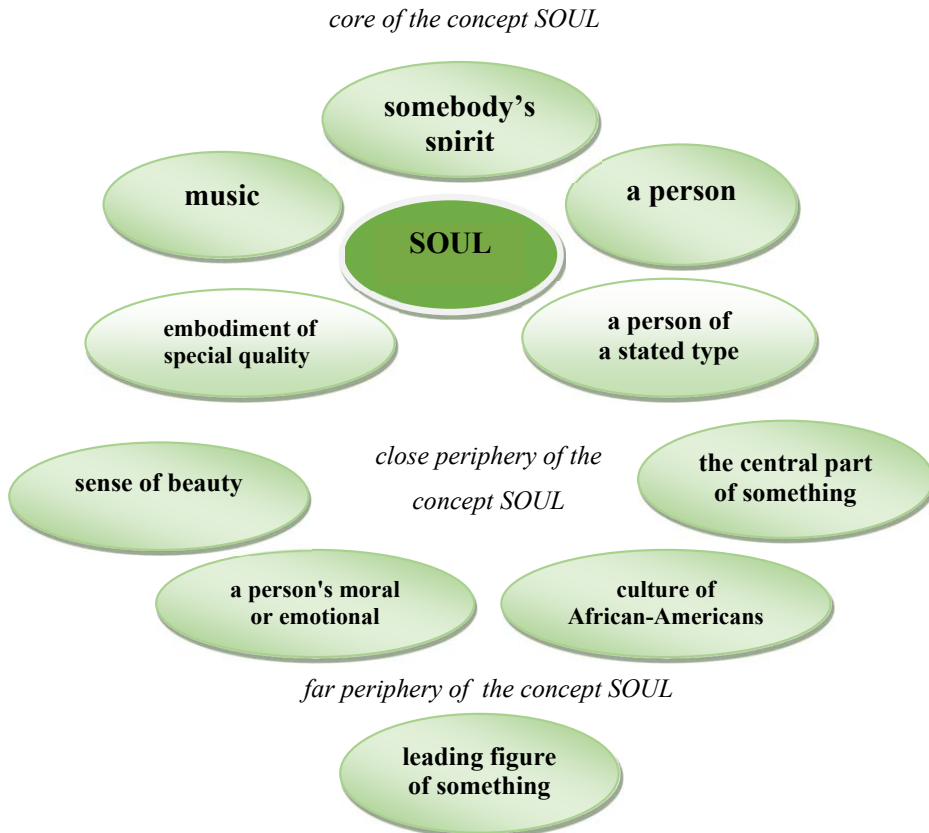 core of the concept SOUL
somebody’s
spirit
music
a person
SOUL
embodiment of
special quality
a person of
a stated type
close periphery of the
concept SOUL
sense of beauty
the central part
of something
a person's moral
or emotional
culture of
African-Americans
far periphery of the concept SOUL
leading figure
of something